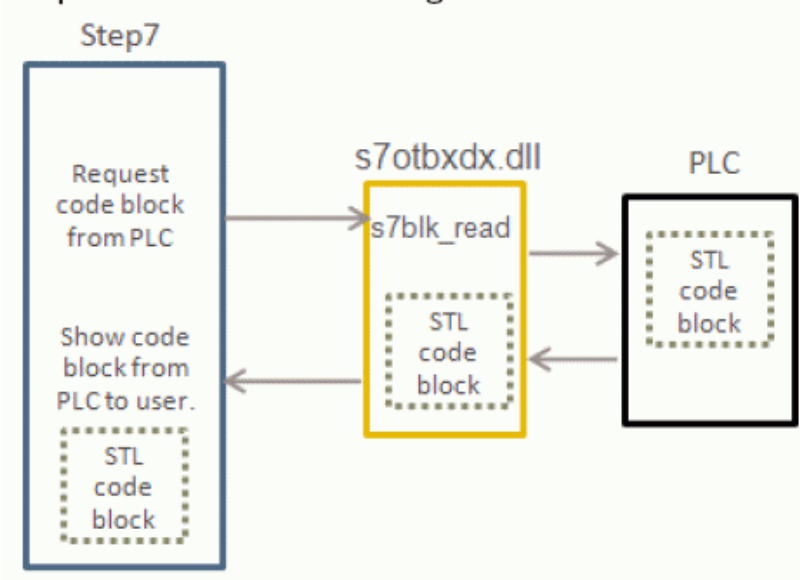 Step7
Request
code block
from PLC
Show code
block from
PLC to user.
STL
code
block
s7otbxdx.dll
s7blk_read
STL
code
block
PLC
STL
code
block